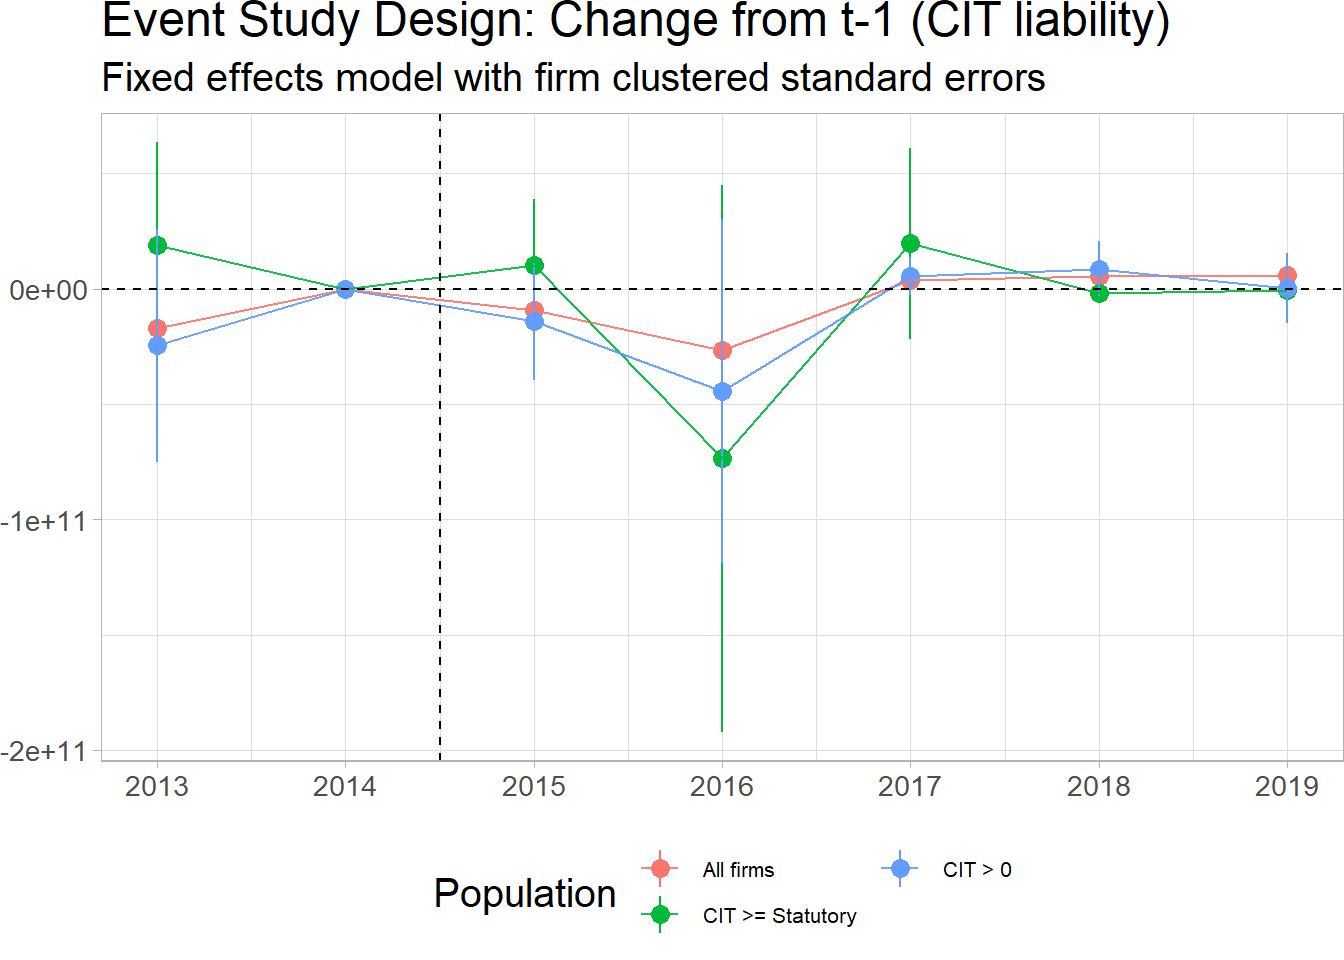 Event Study Design: Change from t-1 (CIT liability)
Fixed effects model with firm clustered standard errors
0e+00
-1e+11
-2e+11
2013 2014 2015 2016 2017 2018 2019
Population
All firms
CIT >= Statutory
CIT > 0